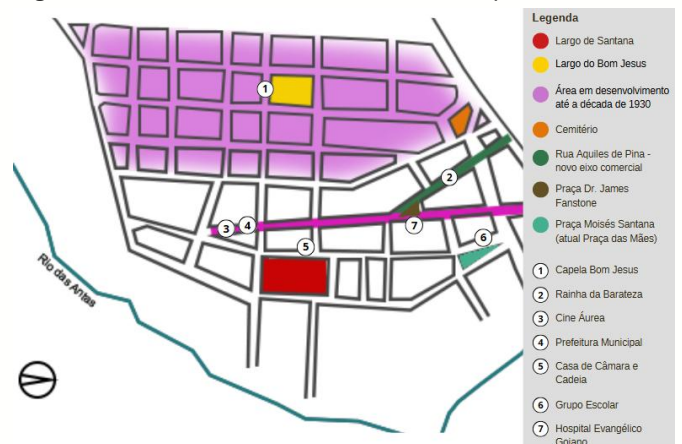 1
2
3
4
5
6
7
Rio das Antas
Legenda
Largo de Santana
Largo do Bom Jesus
Área em desenvolvimento
até a década de 1930
Cemitério
Rua Aquiles de Pina -
novo eixo comercial
Praça Dr. James
Fanstone
Praça Moisés Santana
(atual Praça das Mães)
1 Capela Bom Jesus
2 Rainha da Barateza
3 Cine Áurea
4 Prefeitura Municipal
5 Casa de Câmara e
Cadeia
6 Grupo Escolar
7 Hospital Evangélico
Goiano